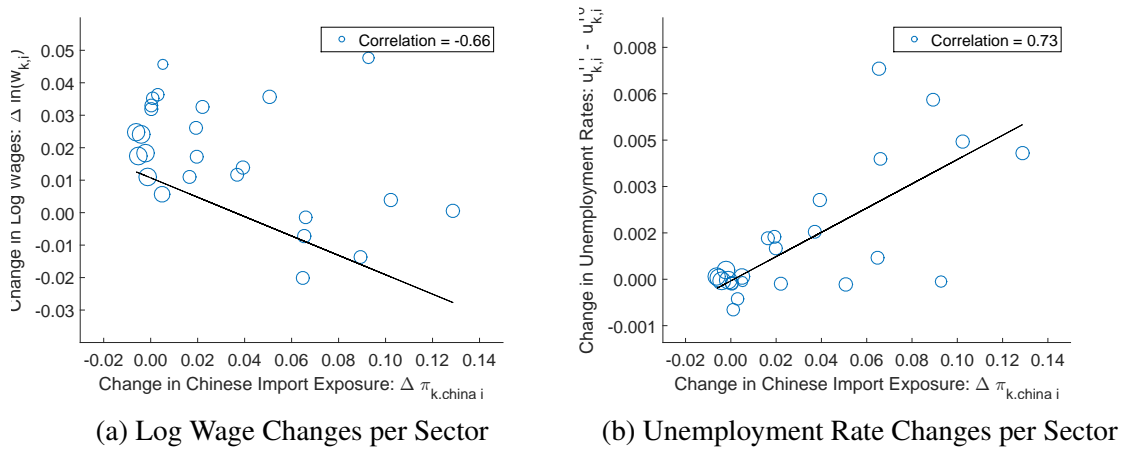 Correlation = -0.66
Change in Log Wages: Δ ln(w_{k,i})
0.05
0.04
0.03
0.02
0.01
0.00
-0.01
-0.02
-0.03
-0.02 0.00 0.02 0.04 0.06 0.08 0.10 0.12 0.14
Change in Chinese Import Exposure: Δ π_{k.china i}
(a) Log Wage Changes per Sector
Correlation = 0.73
Change in Unemployment Rates:
0.008
0.006
0.005
0.003
0.002
0.000
-0.001
-0.02 0.00 0.02 0.04 0.06 0.08 0.10 0.12 0.14
Change in Chinese Import Exposure: Δ π_{k.china i}
(b) Unemployment Rate Changes per Sector